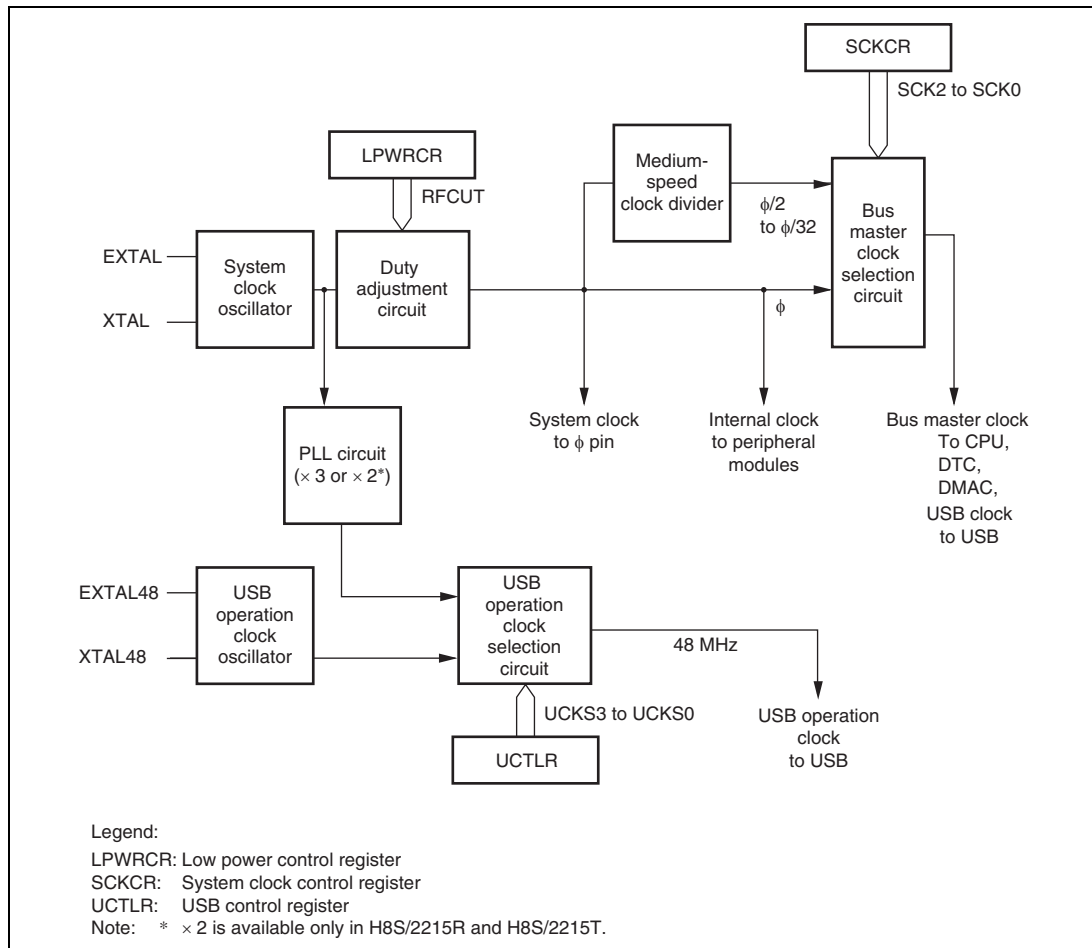 SCKCR
SCK2 to SCK0
LPWRCR
RFCUT
Medium-
speed
clock divider
ϕ/2
to ϕ/32
Bus
master
clock
selection
circuit
EXTAL
XTAL
System
clock
oscillator
Duty
adjustment
circuit
ϕ
System clock
to ϕ pin
Internal clock
to peripheral
modules
Bus master clock
To CPU,
DTC,
DMAC,
USB clock
to USB
PLL circuit
(× 3 or × 2*)
EXTAL48
XTAL48
USB
operation
clock
oscillator
USB
operation
clock
selection
circuit
48 MHz
UCKS3 to UCKS0
UCTLR
USB operation
clock
to USB
Legend:
LPWRCR: Low power control register
SCKCR: System clock control register
UCTLR: USB control register
Note: * × 2 is available only in H8S/2215R and H8S/2215T.